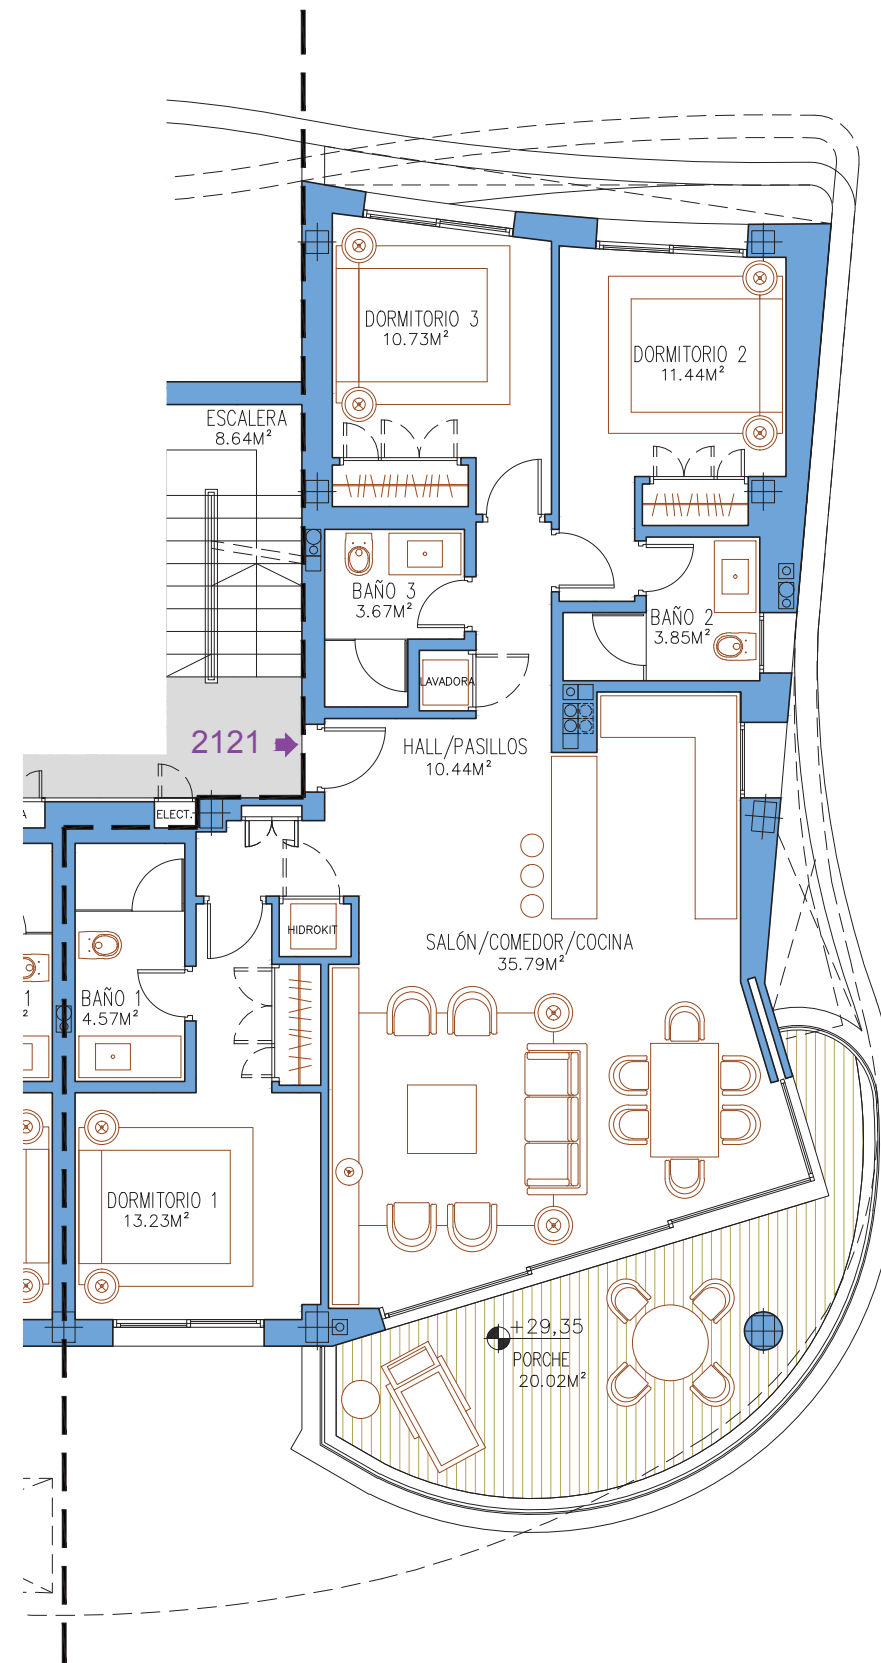 DORMITORIO 3
10.73M²
DORMITORIO 2
11.44M²
ESCALERA
8.64M²
BAÑO 3
3.67M²
BAÑO 2
3.85M²
LAVADORA
2121
HALL/PASILLOS
10.44M²
A
ELECT.
HIDROKIT
SALÓN/COMEDOR/COCINA
35.79M²
1
²
BAÑO 1
4.57M²
DORMITORIO 1
13.23M²
+29,35
PORCHE
20.02M²